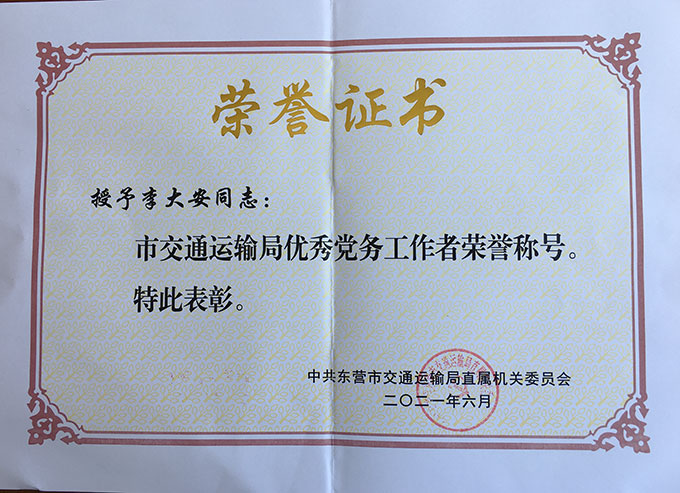 荣誉证书
授予李大安同志：
市交通运输局优秀党务工作者荣誉称号。
特此表彰。
中共东营市交通运输局直属机关委员会
二〇二一年六月